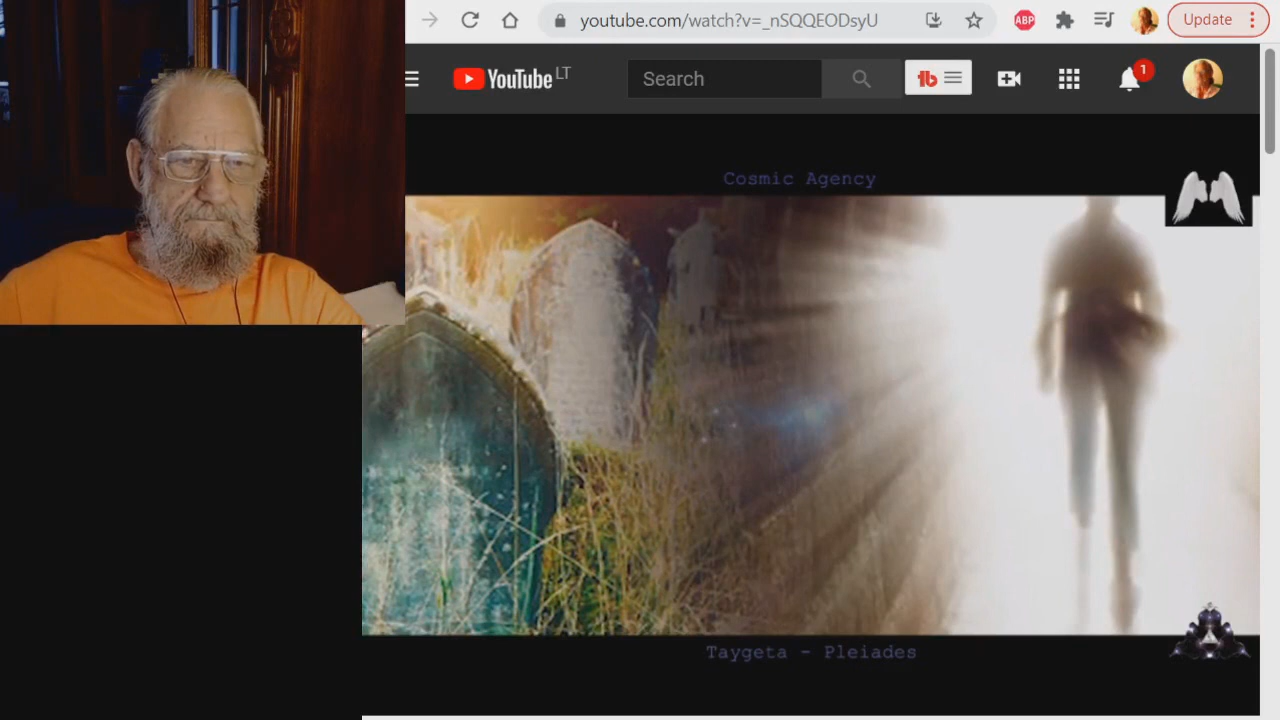 youtube.com/watch?v=_nSQQEODsyU
ABP
Update
YouTube LT
Search
1
Cosmic Agency
Taygeta - Pleiades